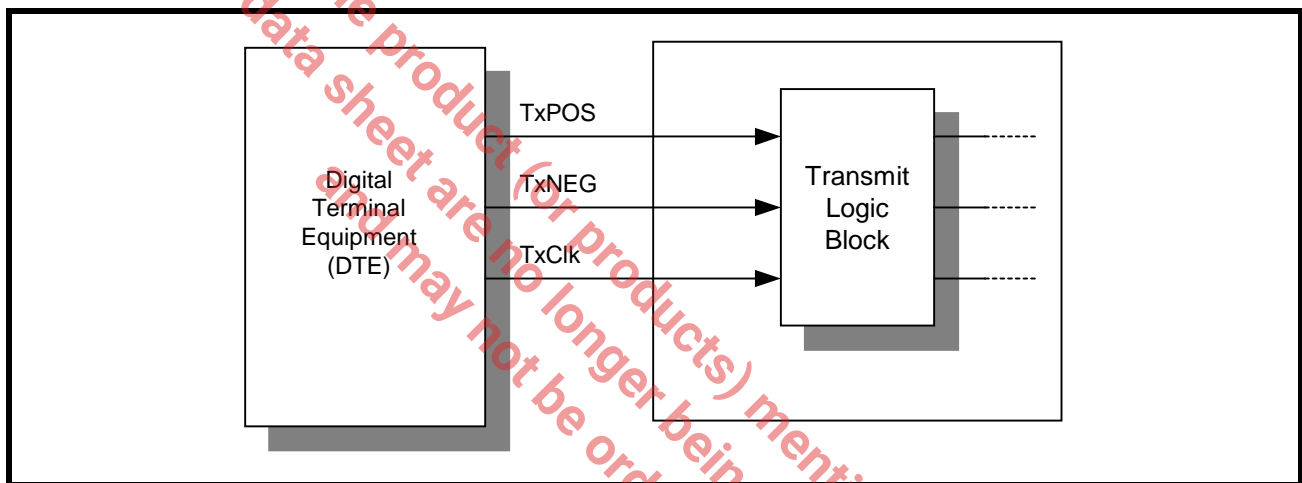 product (or products) menti
data sheet are no longer bein
and may not be ord
TxPOS
TxNEG
TxClk
Digital
Terminal
Equipment
(DTE)
Transmit
Logic
Block